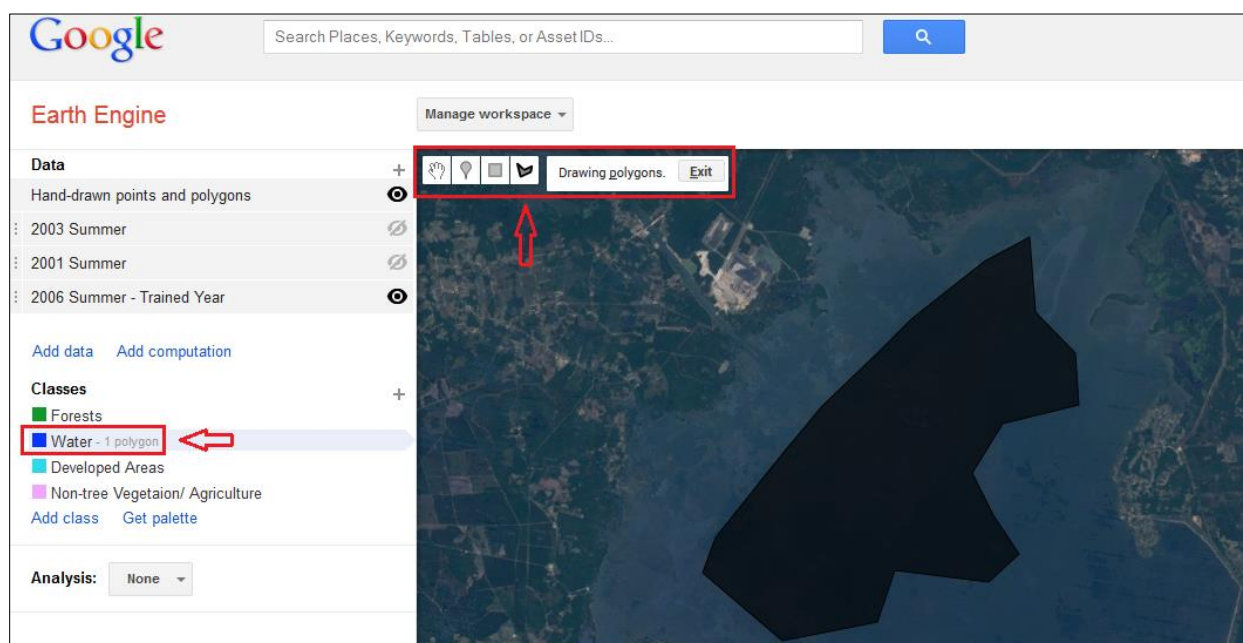 Google
Search Places, Keywords, Tables, or Asset IDs...
Earth Engine
Manage workspace
Data
Hand-drawn points and polygons
2003 Summer
2001 Summer
2006 Summer - Trained Year
Add data Add computation
Classes
Forests
Water - 1 polygon
Developed Areas
Non-tree Vegetaion/ Agriculture
Add class Get palette
Analysis: None
Drawing polygons. Exit